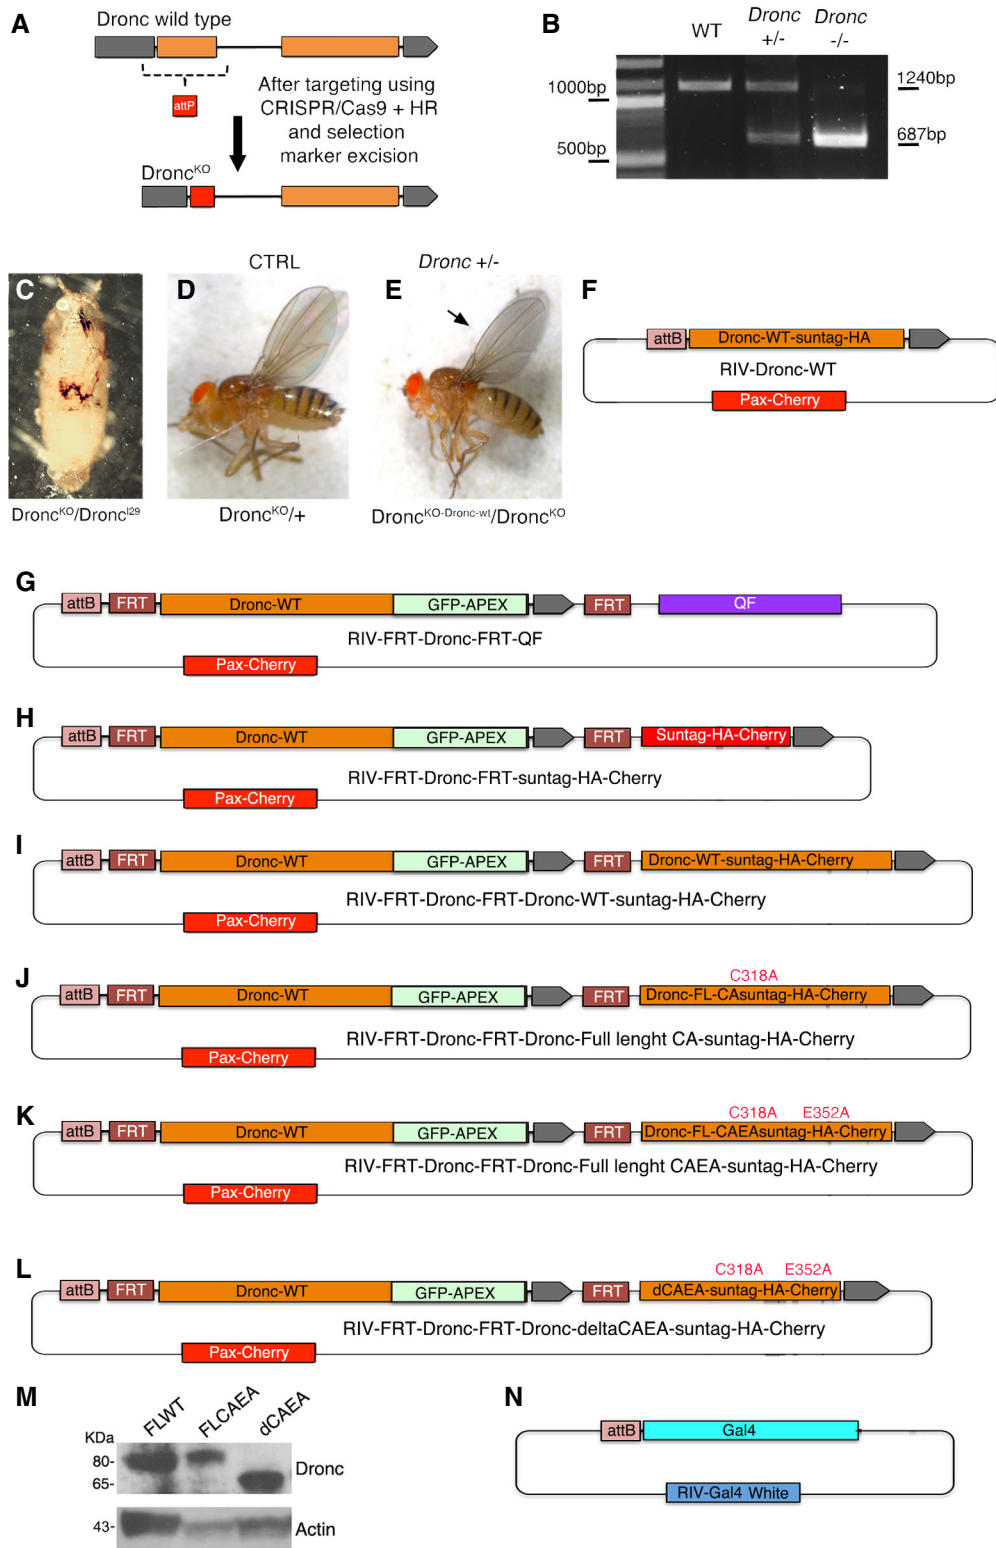 A
Dronc wild type
attP
After targeting using
CRISPR/Cas9 + HR
and selection
marker excision
Dronc^KO
B
WT
Dronc
+/-
Dronc
-/-
1000bp
500bp
1240bp
687bp
C
Dronc^KO/Dronc^I29
CTRL
D
Dronc^KO/+
Dronc +/-
E
Dronc^KO-Dronc-wt/Dronc^KO
F
attB
Dronc-WT-suntag-HA
RIV-Dronc-WT
Pax-Cherry
G
attB
FRT
Dronc-WT
GFP-APEX
FRT
QF
RIV-FRT-Dronc-FRT-QF
Pax-Cherry
H
attB
FRT
Dronc-WT
GFP-APEX
FRT
Suntag-HA-Cherry
RIV-FRT-Dronc-FRT-suntag-HA-Cherry
Pax-Cherry
I
attB
FRT
Dronc-WT
GFP-APEX
FRT
Dronc-WT-suntag-HA-Cherry
RIV-FRT-Dronc-FRT-Dronc-WT-suntag-HA-Cherry
Pax-Cherry
J
C318A
attB
FRT
Dronc-WT
GFP-APEX
FRT
Dronc-FL-CAsuntag-HA-Cherry
RIV-FRT-Dronc-FRT-Dronc-Full lenght CA-suntag-HA-Cherry
Pax-Cherry
K
C318A E352A
attB
FRT
Dronc-WT
GFP-APEX
FRT
Dronc-FL-CAEAsuntag-HA-Cherry
RIV-FRT-Dronc-FRT-Dronc-Full lenght CAEA-suntag-HA-Cherry
Pax-Cherry
L
C318A E352A
attB
FRT
Dronc-WT
GFP-APEX
FRT
dCAEA-suntag-HA-Cherry
RIV-FRT-Dronc-FRT-Dronc-deltaCAEA-suntag-HA-Cherry
Pax-Cherry
M
FLWT
FLCAEA
dCAEA
KDa
80-
65-
Dronc
43-
Actin
N
attB
Gal4
RIV-Gal4 White